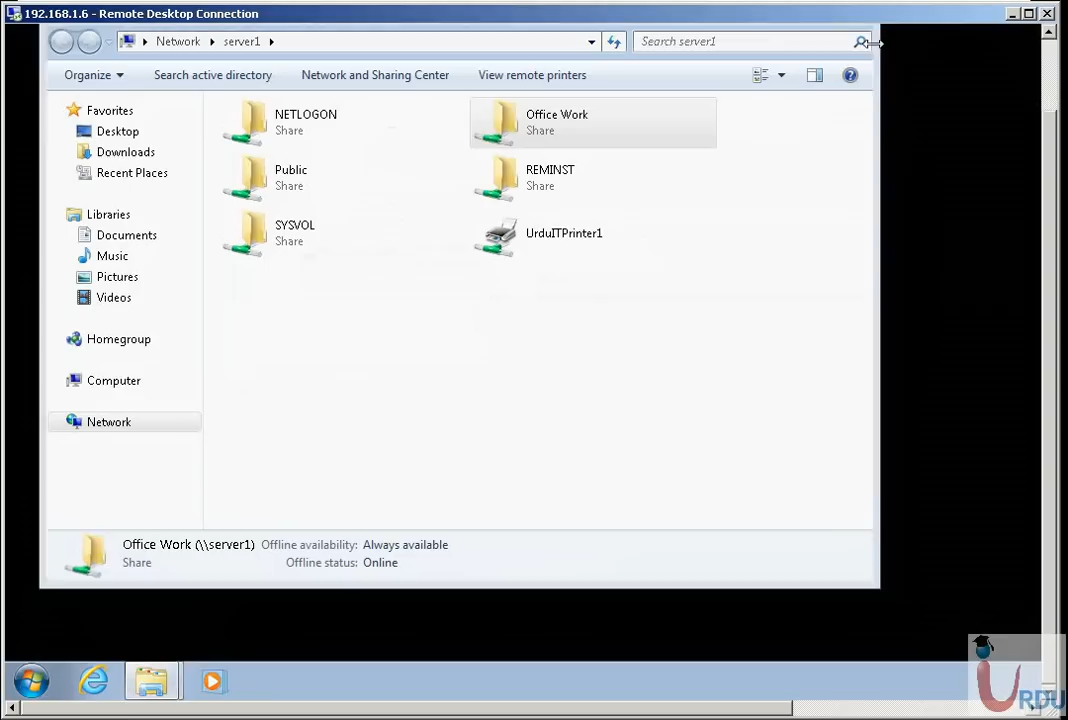 192.168.1.6 - Remote Desktop Connection
Network server1
Search server1
Organize
Search active directory
Network and Sharing Center
View remote printers
Favorites
Desktop
Downloads
Recent Places
Libraries
Documents
Music
Pictures
Videos
Homegroup
Computer
Network
NETLOGON
Share
Office Work
Share
Public
Share
REMINST
Share
SYSVOL
Share
UrduITPrinter1
Office Work (\\server1) Offline availability: Always available
Share Offline status: Online
URDU